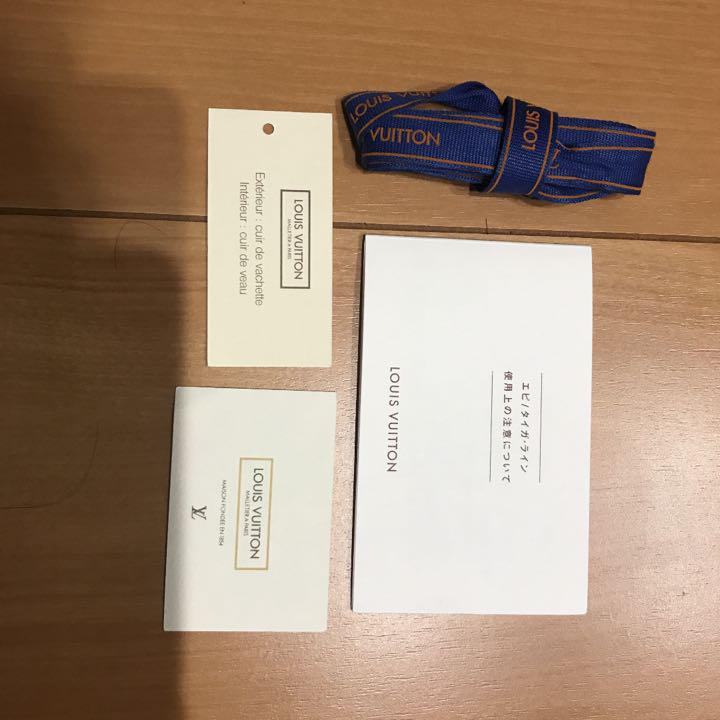 LOUIS VUITTON
MALLETIER A PARIS
Extérieur : cuir de vachette
Intérieur : cuir de veau
LOUIS VUITTON
VUITTON
LOUIS
LOUIS VUITTON
MALLETIER A PARIS
MAISON FONDÉE EN 1854
LV
エピ/タイガ・ライン
使用上の注意について
LOUIS VUITTON